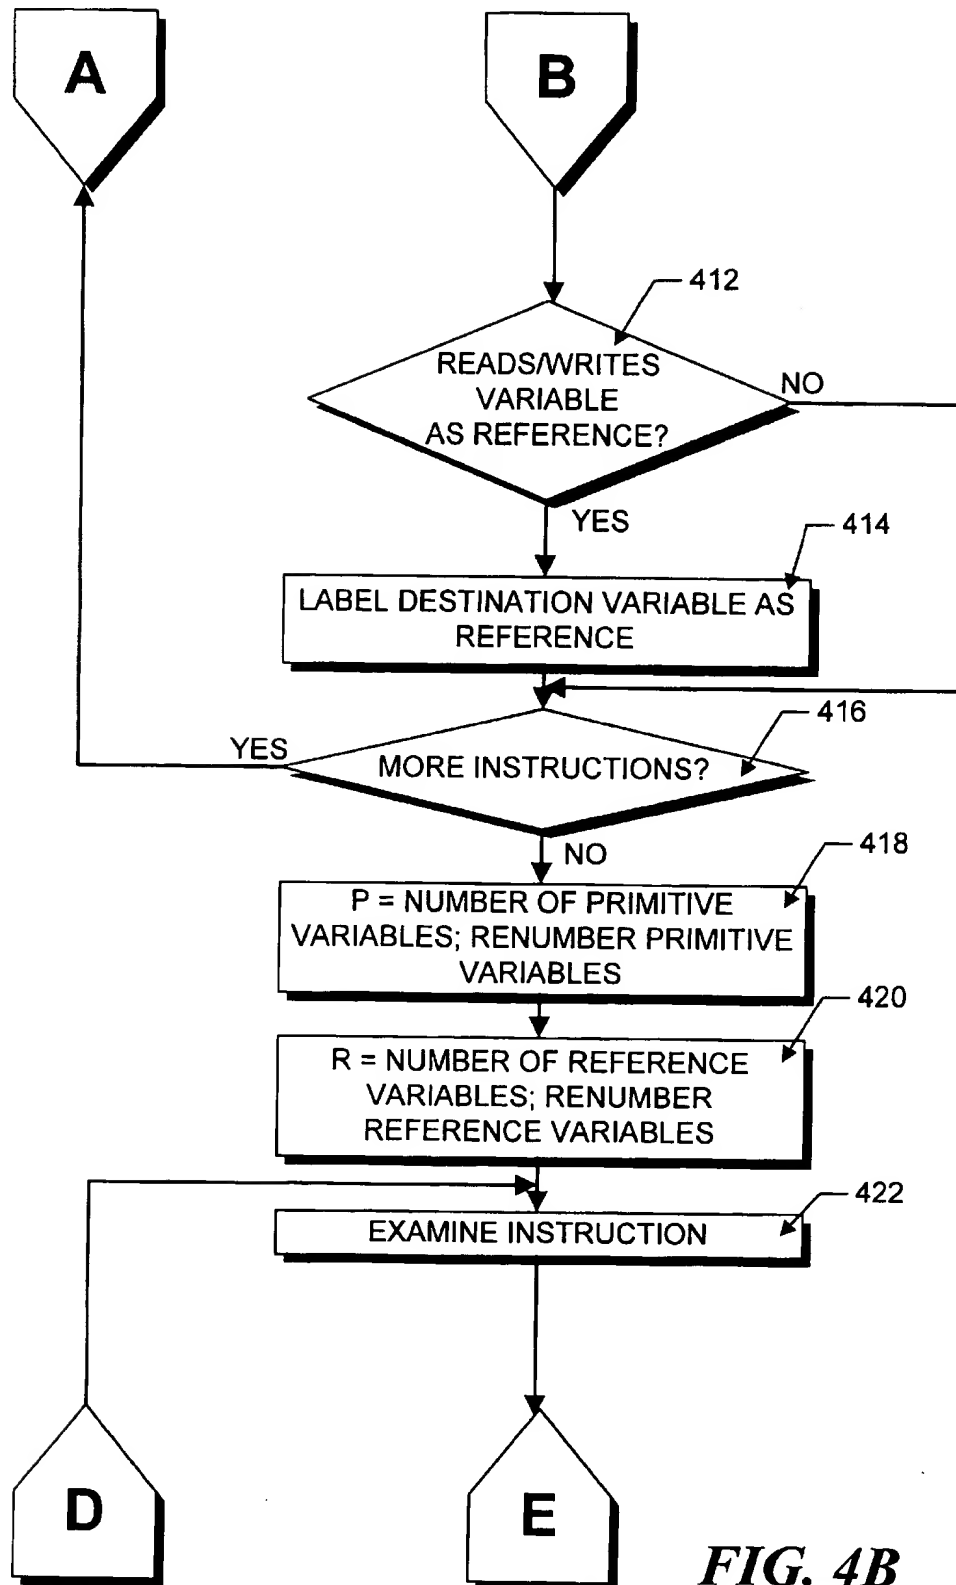 A
B
412
READS/WRITES
VARIABLE
AS REFERENCE?
NO
YES
414
LABEL DESTINATION VARIABLE AS
REFERENCE
416
YES
MORE INSTRUCTIONS?
NO
418
P = NUMBER OF PRIMITIVE
VARIABLES; RENUMBER PRIMITIVE
VARIABLES
420
R = NUMBER OF REFERENCE
VARIABLES; RENUMBER
REFERENCE VARIABLES
422
EXAMINE INSTRUCTION
D
E
FIG. 4B